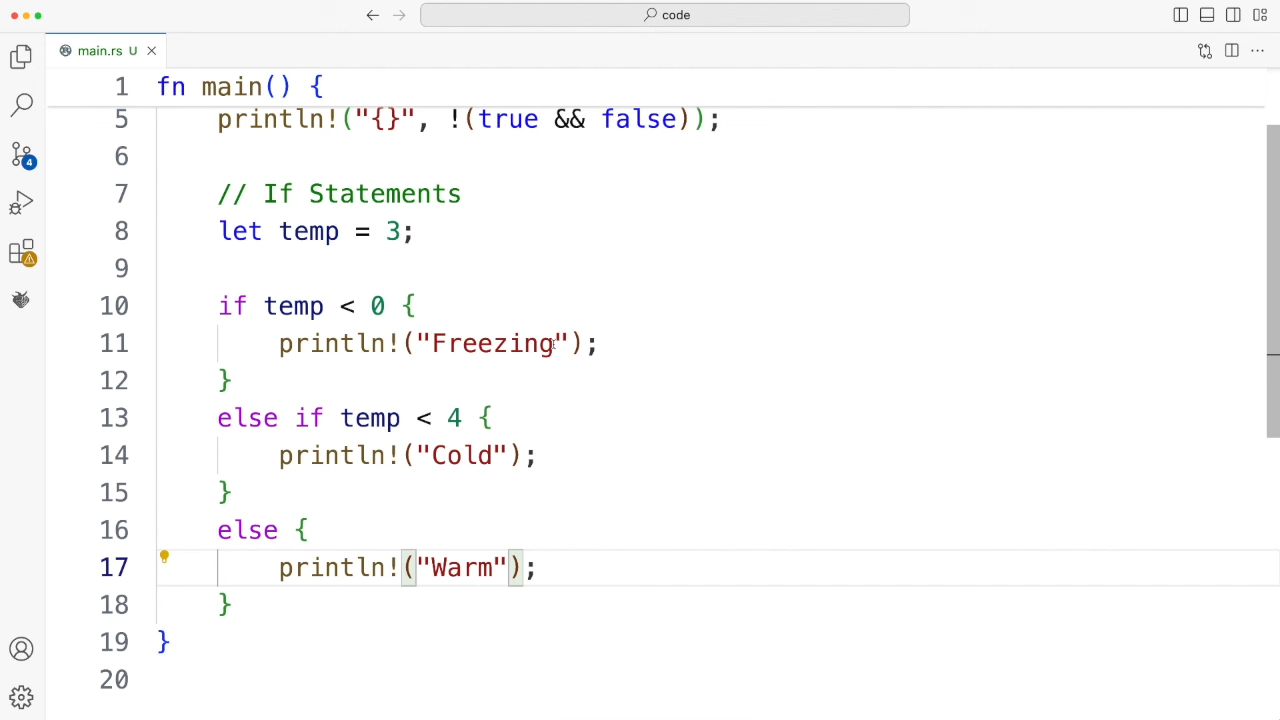 code
main.rs U
1 fn main() {
5 println!("{}", !(true && false));
6
7 // If Statements
8 let temp = 3;
9
10 if temp < 0 {
11 println!("Freezing");
12 }
13 else if temp < 4 {
14 println!("Cold");
15 }
16 else {
17 println!("Warm");
18 }
19 }
20
4